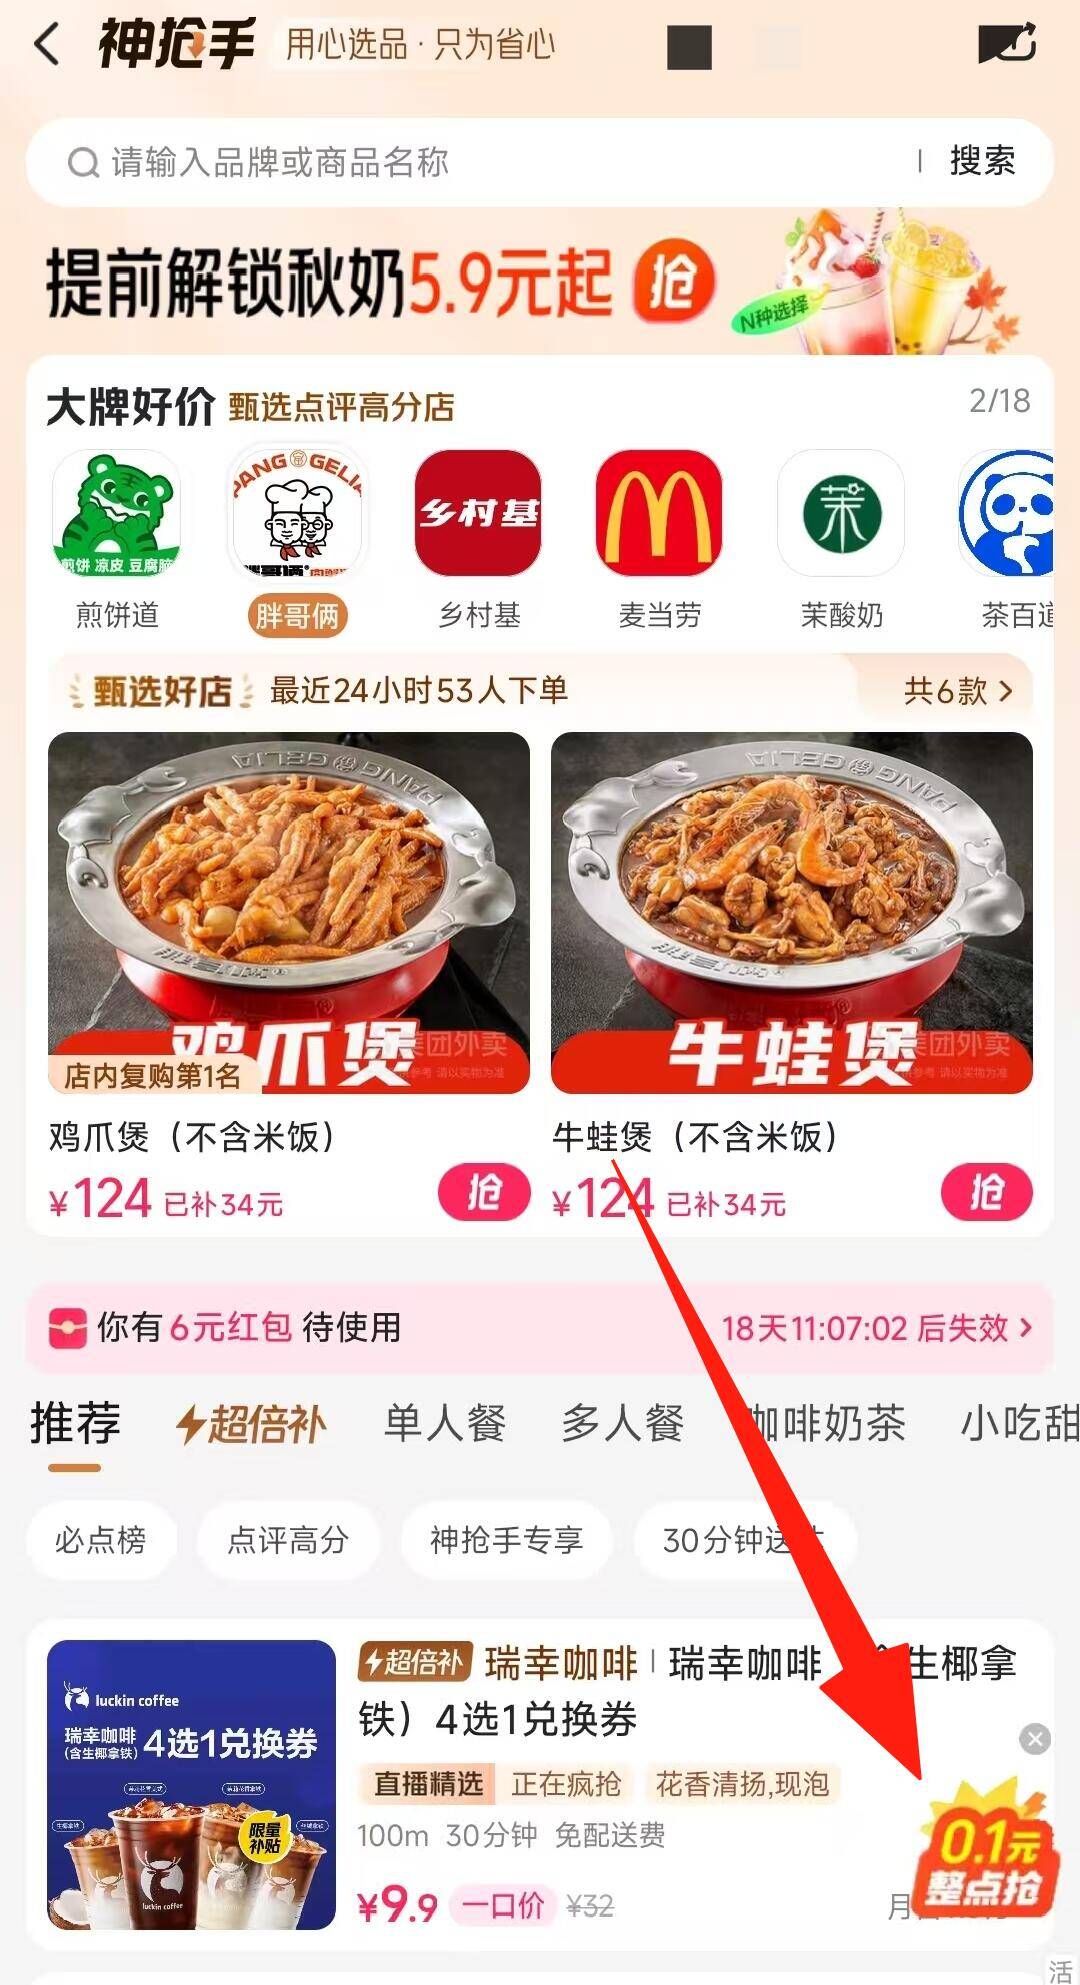 神抢手 用心选品·只为省心
请输入品牌或商品名称 | 搜索
提前解锁秋奶5.9元起 抢
N种选择
大牌好价 甄选点评高分店 2/18
PANG GELIA
乡村基
茉
煎饼 凉皮 豆腐脑
煎饼道 胖哥俩 乡村基 麦当劳 茉酸奶 茶百道
甄选好店 最近24小时53人下单 共6款 >
PANG GELIA
PANG GELIA
鸡爪煲
牛蛙煲
美团外卖
美团外卖
店内复购第1名
鸡爪煲（不含米饭） 牛蛙煲（不含米饭）
¥124 已补34元 抢 ¥124 已补34元 抢
你有6元红包 待使用 18天11:07:02 后失效 >
推荐 超倍补 单人餐 多人餐 咖啡奶茶 小吃甜
必点榜 点评高分 神抢手专享 30分钟送
超倍补 瑞幸咖啡 | 瑞幸咖啡 生椰拿
铁）4选1兑换券
luckin coffee
瑞幸咖啡
(含生椰拿铁) 4选1兑换券
限量
补贴
luckin coffee
直播精选 正在疯抢 花香清扬,现泡
100m 30分钟 免配送费
¥9.9 一口价 ¥32 月
0.1元
整点抢
活